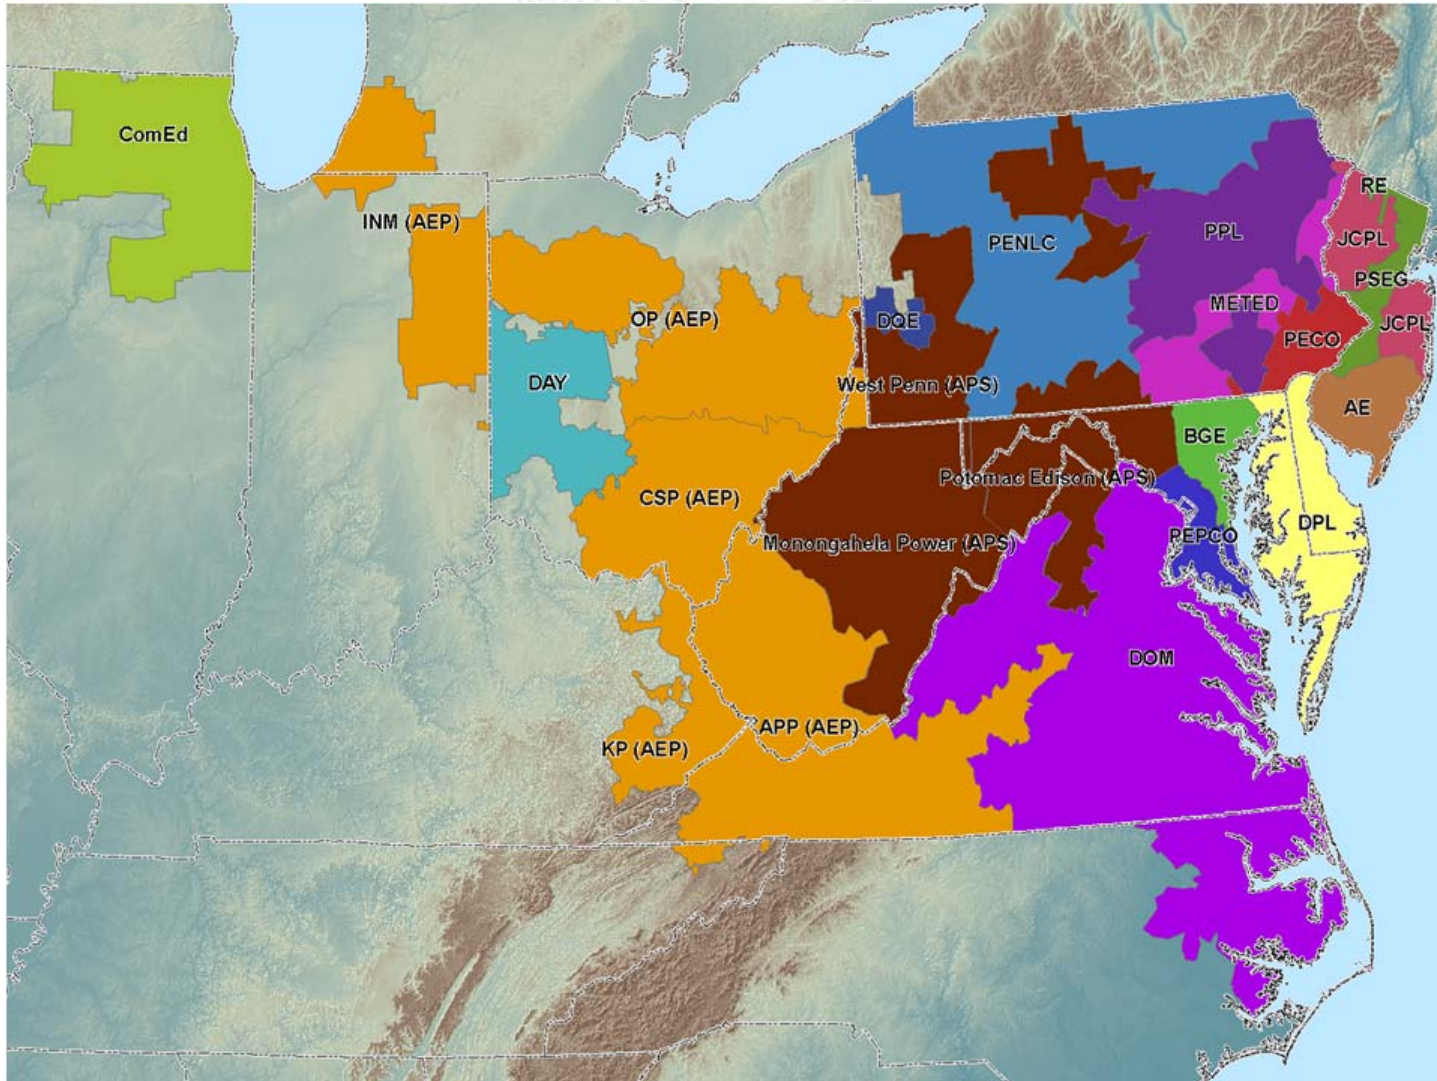 ComEd
RE
INM (AEP)
PENLC
PPL
JCPL
PSEG
METED
OP (AEP)
DQE
JCPL
PECO
DAY
West Penn (APS)
AE
BGE
Potomac Edison (APS)
CSP (AEP)
DPL
PEPCO
Monongahela Power (APS)
DOM
APP (AEP)
KP (AEP)